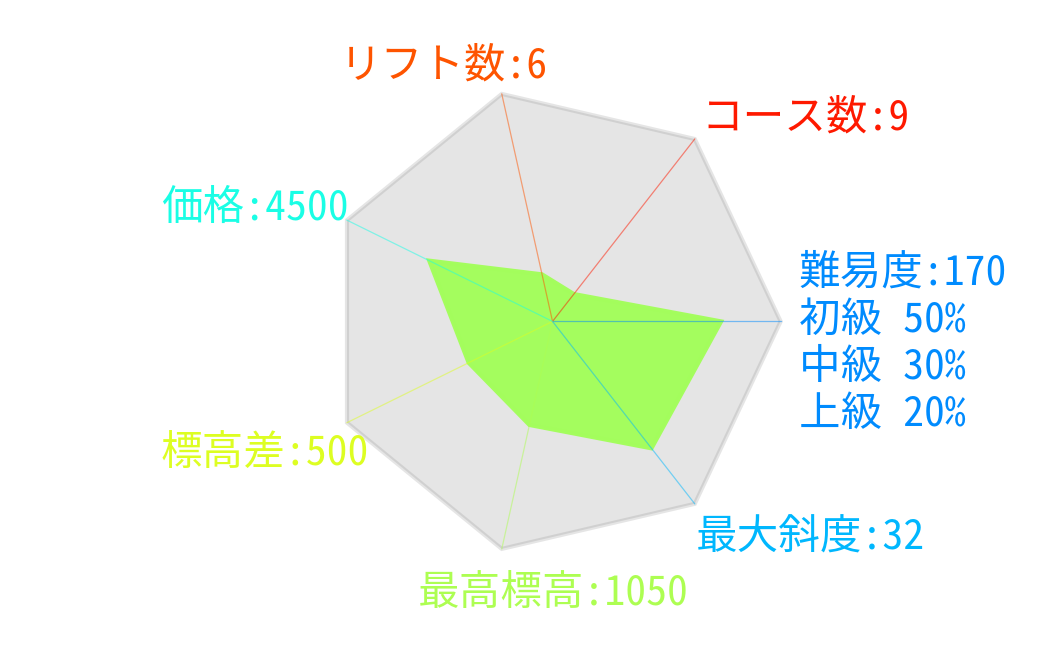 リフト数:6
コース数:9
価格:4500
難易度:170
初級 50%
中級 30%
上級 20%
標高差:500
最大斜度:32
最高標高:1050